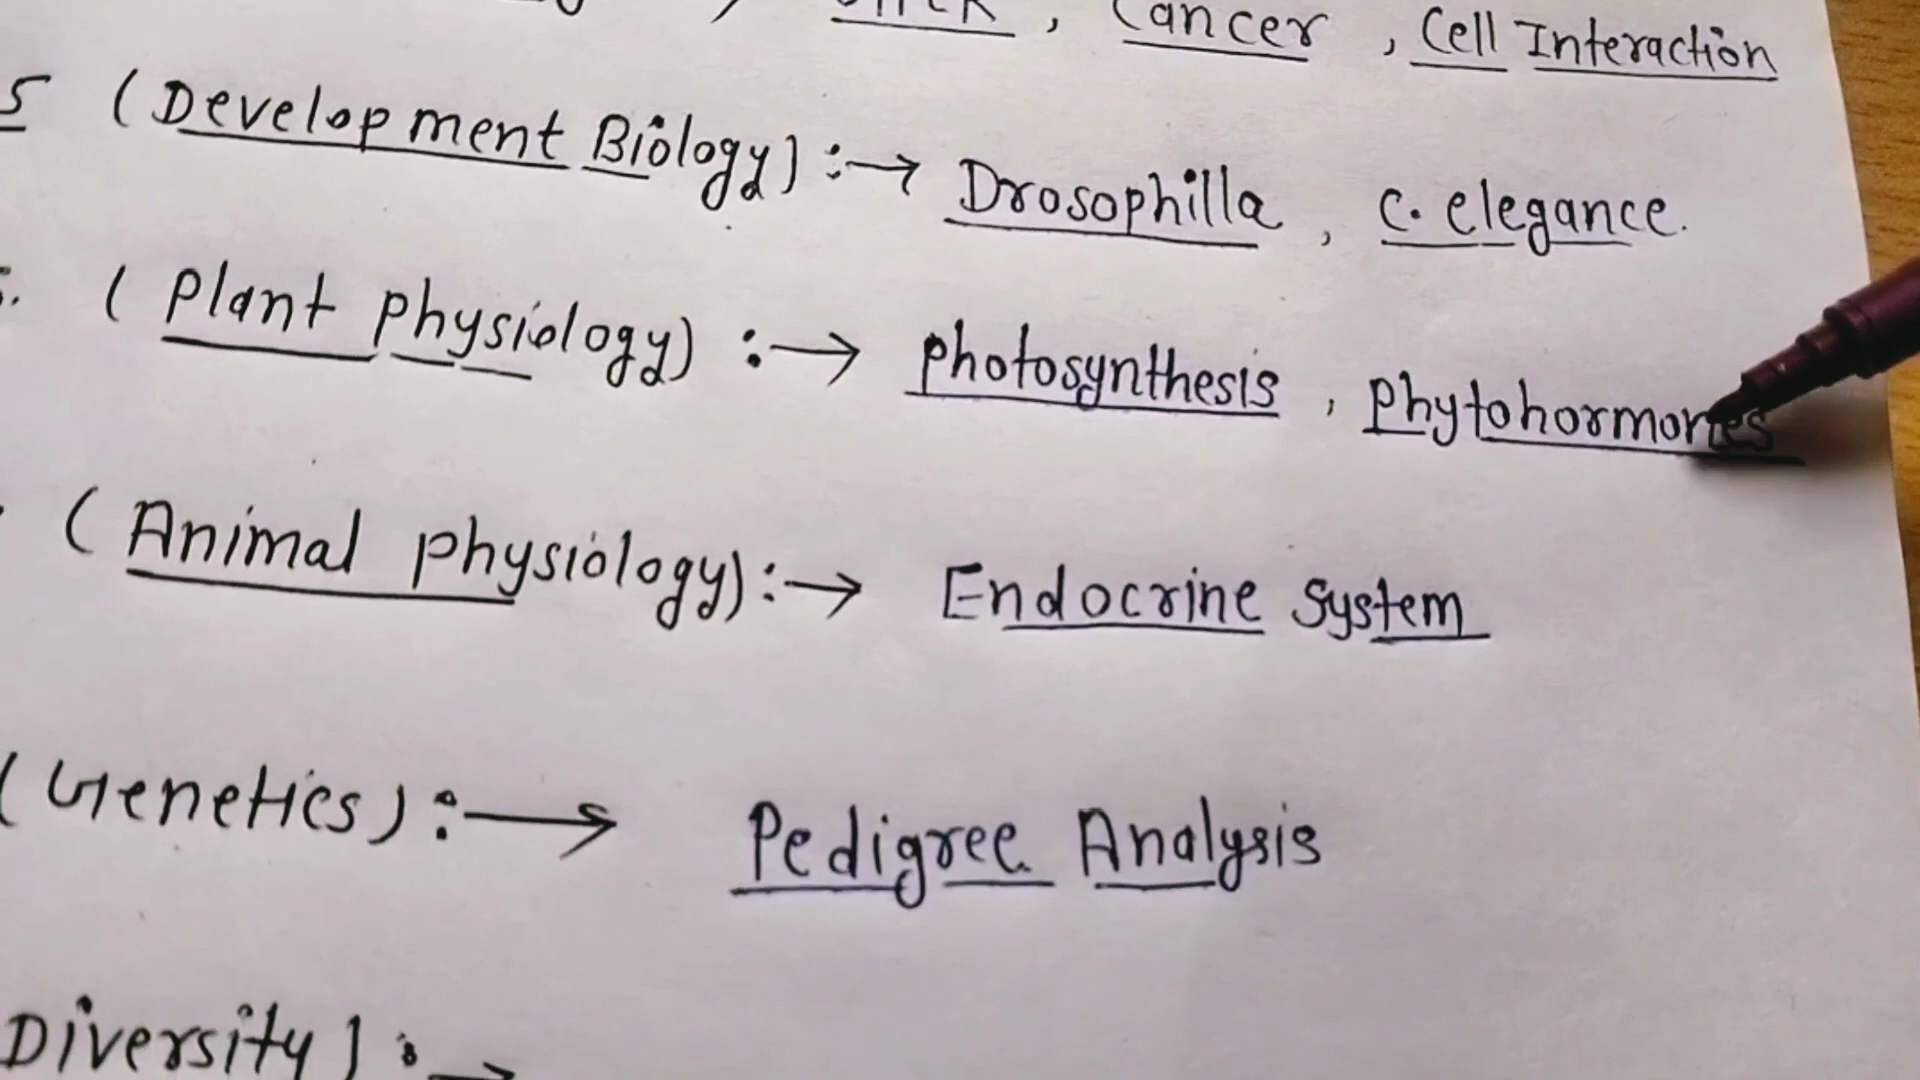 , Cancer, Cell Interaction
5 (Development Biology) :→ Drosophilla, C. elegance.
(Plant physiology) :→ photosynthesis, phytohormones
(Animal physiology) :→ Endocrine system
(Genetics) :→ Pedigree Analysis
Diversity) :→